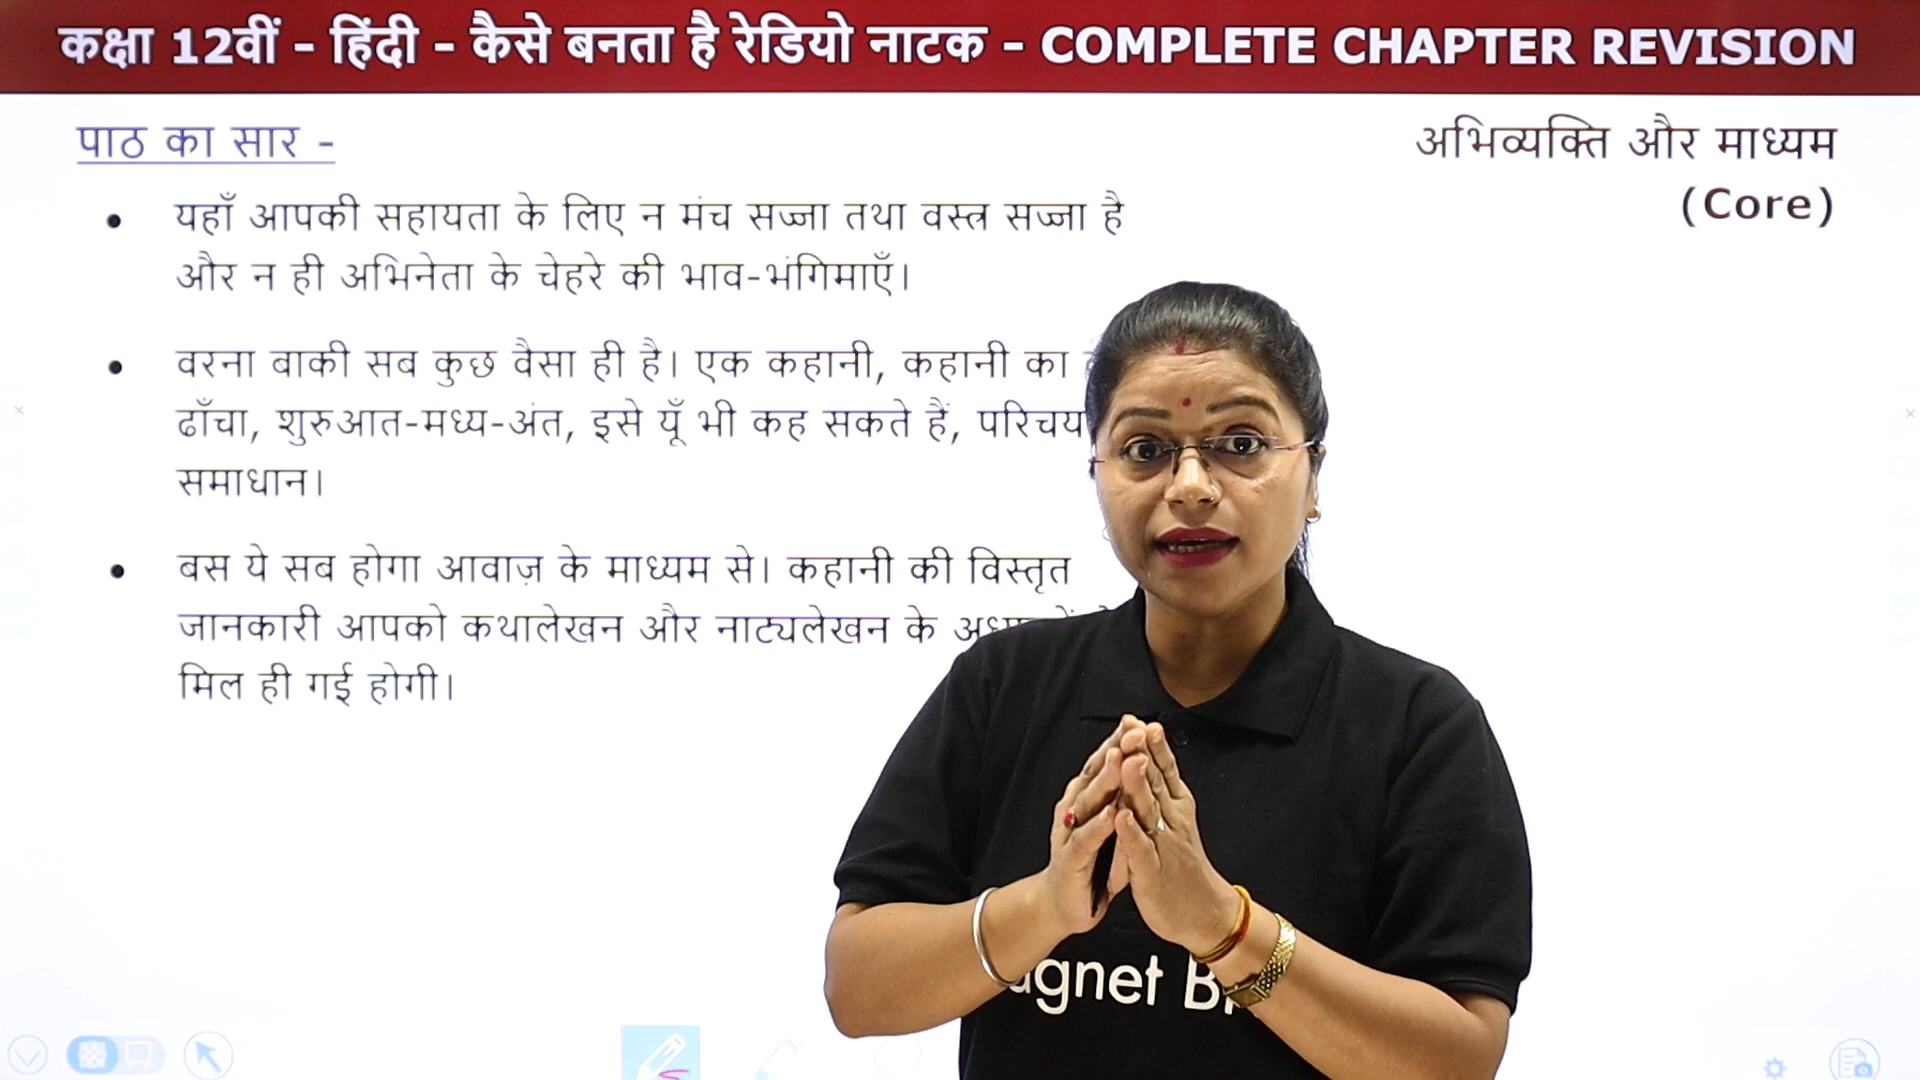 कक्षा 12वीं - हिंदी - कैसे बनता है रेडियो नाटक - COMPLETE CHAPTER REVISION
पाठ का सार -
अभिव्यक्ति और माध्यम
(Core)
• यहाँ आपकी सहायता के लिए न मंच सज्जा तथा वस्त्र सज्जा है
और न ही अभिनेता के चेहरे की भाव-भंगिमाएँ।
• वरना बाकी सब कुछ वैसा ही है। एक कहानी, कहानी का
ढाँचा, शुरुआत-मध्य-अंत, इसे यूँ भी कह सकते हैं, परिचय
समाधान।
• बस ये सब होगा आवाज़ के माध्यम से। कहानी की विस्तृत
जानकारी आपको कथालेखन और नाट्यलेखन के
मिल ही गई होगी।
agnet